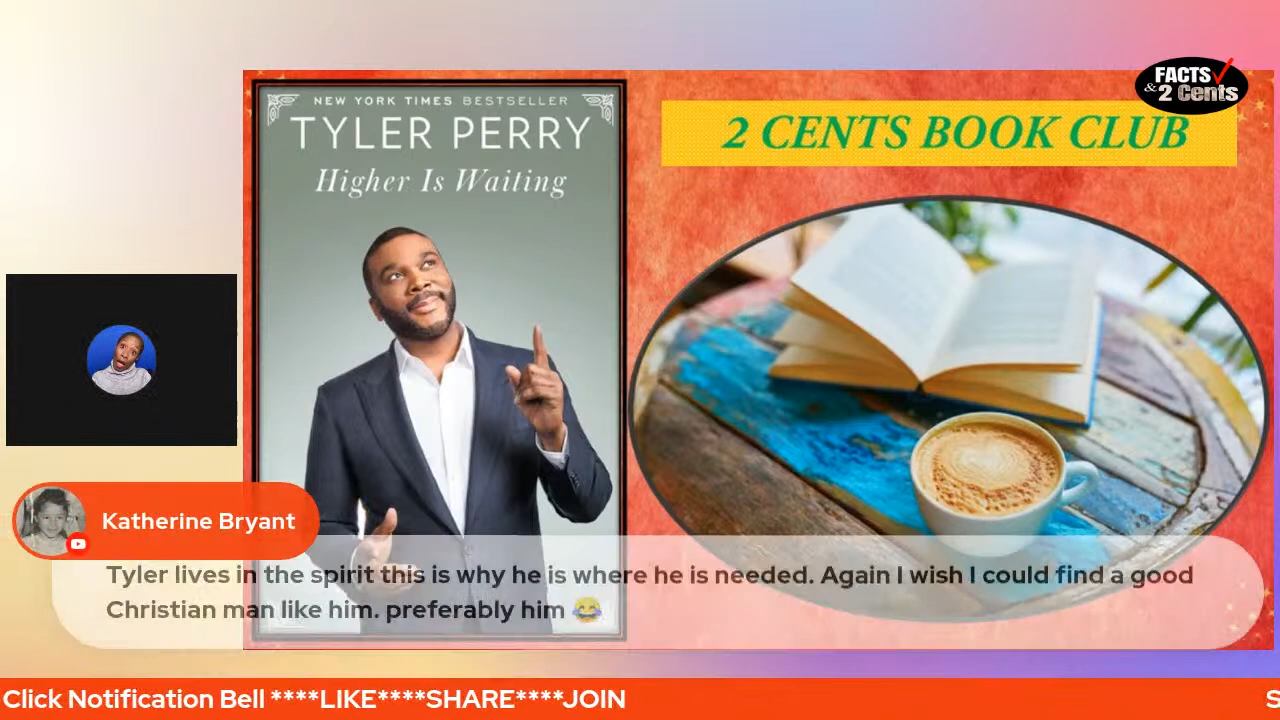 FACTS
& 2 Cents
NEW YORK TIMES BESTSELLER
TYLER PERRY
Higher Is Waiting
2 CENTS BOOK CLUB
Katherine Bryant
Tyler lives in the spirit this is why he is where he is needed. Again I wish I could find a good
Christian man like him. preferably him 😂
Click Notification Bell ****LIKE****SHARE****JOIN
S